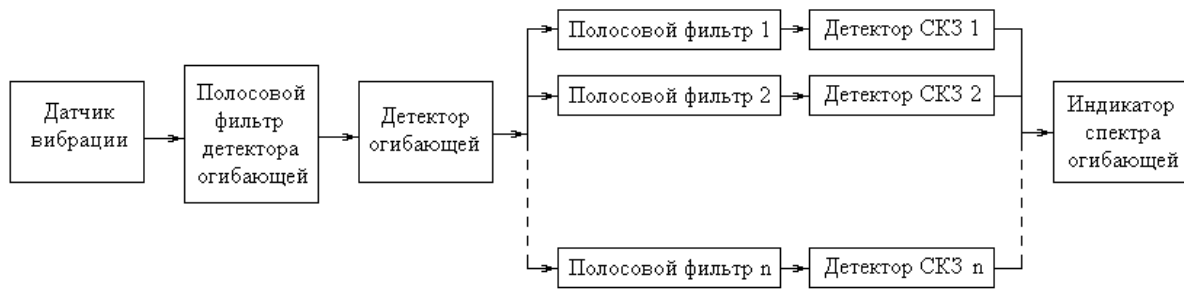 Датчик
вибрации
Полосовой
фильтр
детектора
огибающей
Детектор
огибающей
Полосовой фильтр 1
Детектор СКЗ 1
Полосовой фильтр 2
Детектор СКЗ 2
Полосовой фильтр n
Детектор СКЗ n
Индикатор
спектра
огибающей